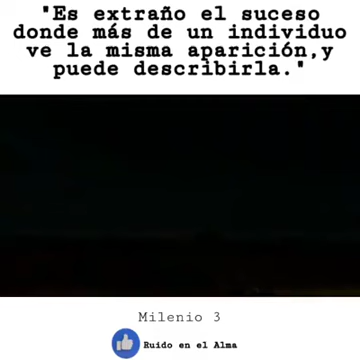 "Es extraño el suceso
donde más de un individuo
ve la misma aparición,y
puede describirla."
Milenio 3
Ruido en el Alma